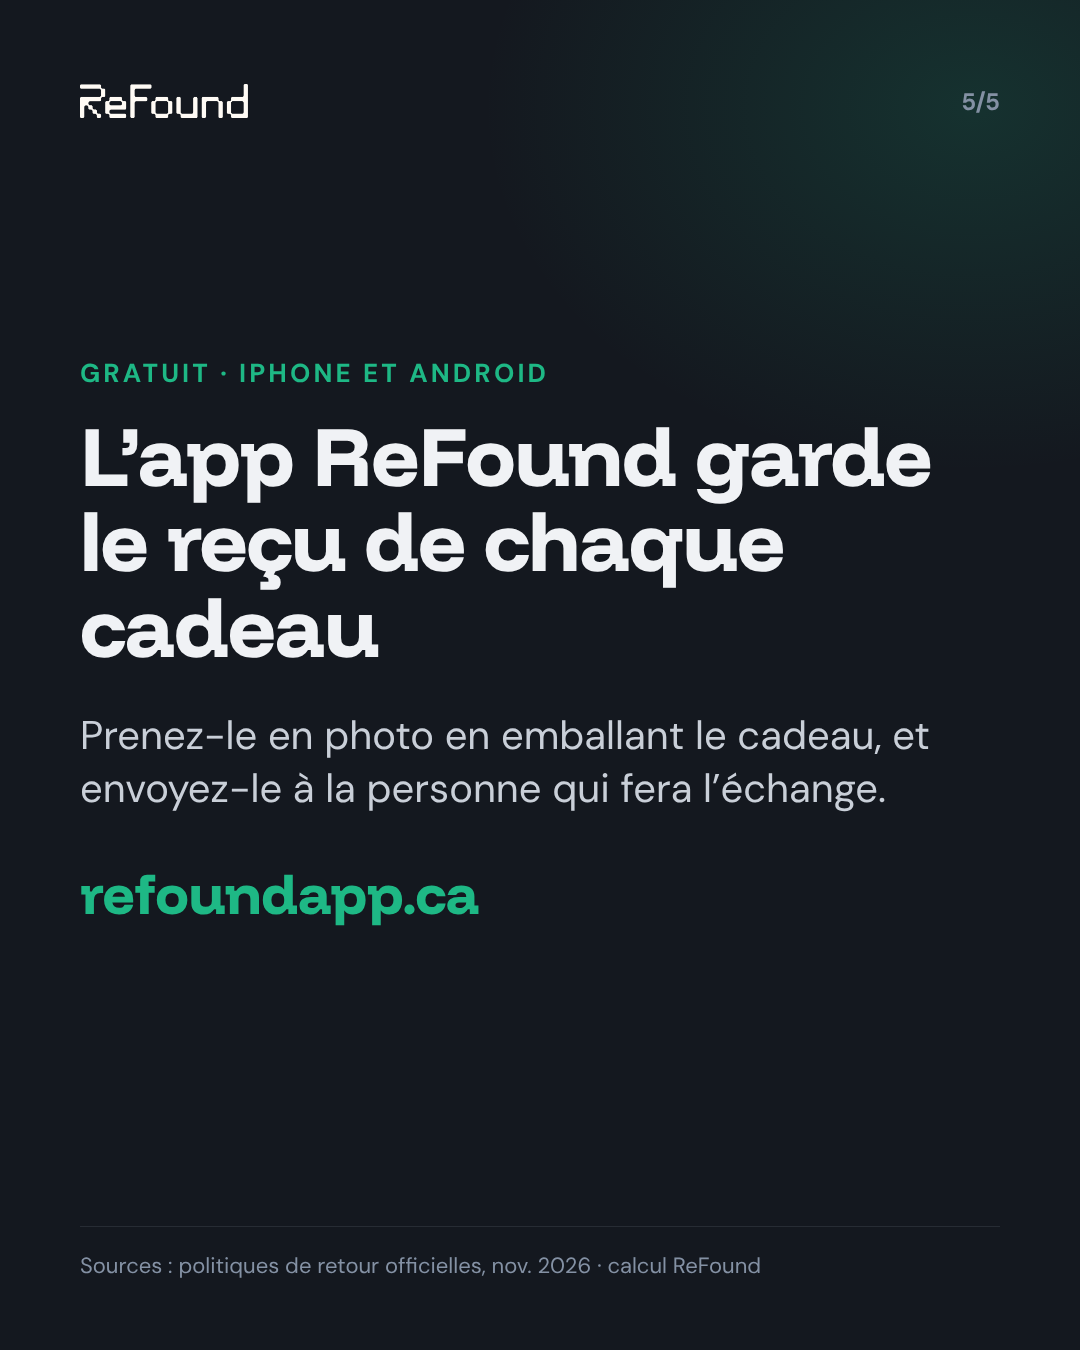 ReFound
5/5
GRATUIT · IPHONE ET ANDROID
L’app ReFound garde
le reçu de chaque
cadeau
Prenez-le en photo en emballant le cadeau, et
envoyez-le à la personne qui fera l’échange.
refoundapp.ca
Sources : politiques de retour officielles, nov. 2026 · calcul ReFound